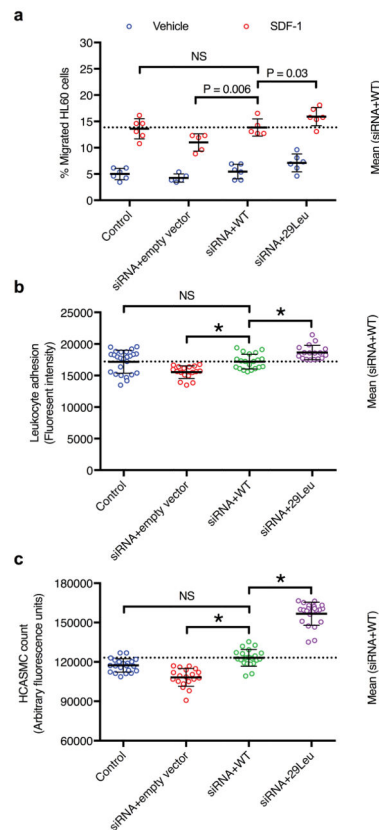 a
Vehicle SDF-1
% Migrated HL60 cells
35
30
25
20
15
10
5
0
NS
P = 0.006
P = 0.03
Mean (siRNA+WT)
Control
siRNA+empty vector
siRNA+WT
siRNA+29Leu
b
Leukocyte adhesion
(Fluorescent intensity)
25000
20000
15000
10000
5000
0
NS
*
*
Mean (siRNA+WT)
Control
siRNA+empty vector
siRNA+WT
siRNA+29Leu
c
HCASMC count
(Arbitrary fluorescence units)
180000
150000
120000
90000
60000
NS
*
*
Mean (siRNA+WT)
Control
siRNA+empty vector
siRNA+WT
siRNA+29Leu